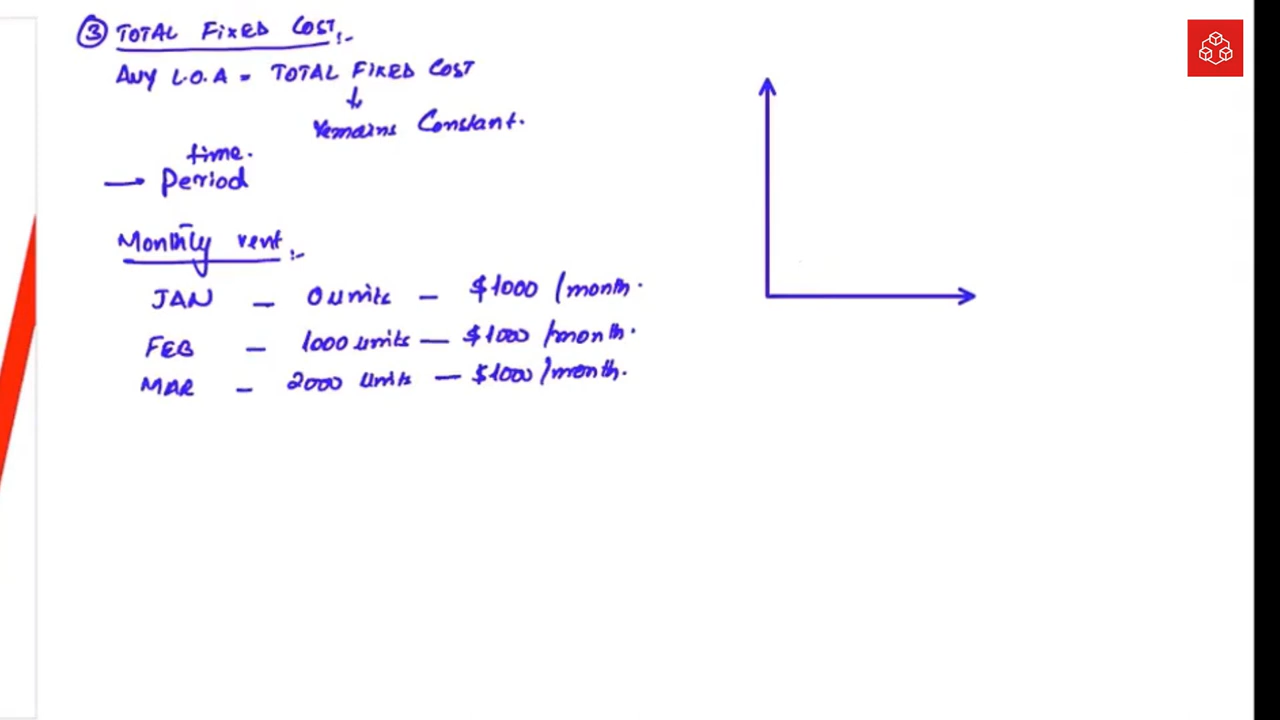 ③ TOTAL FixED COST:-
ANY L.O.A = TOTAL FIXED COST
remains Constant.
time.
→ Period
Monthly rent:-
JAN – 0 units – $1000 /month.
FEB – 1000 units – $1000 /month.
MAR – 2000 units – $1000 /month.